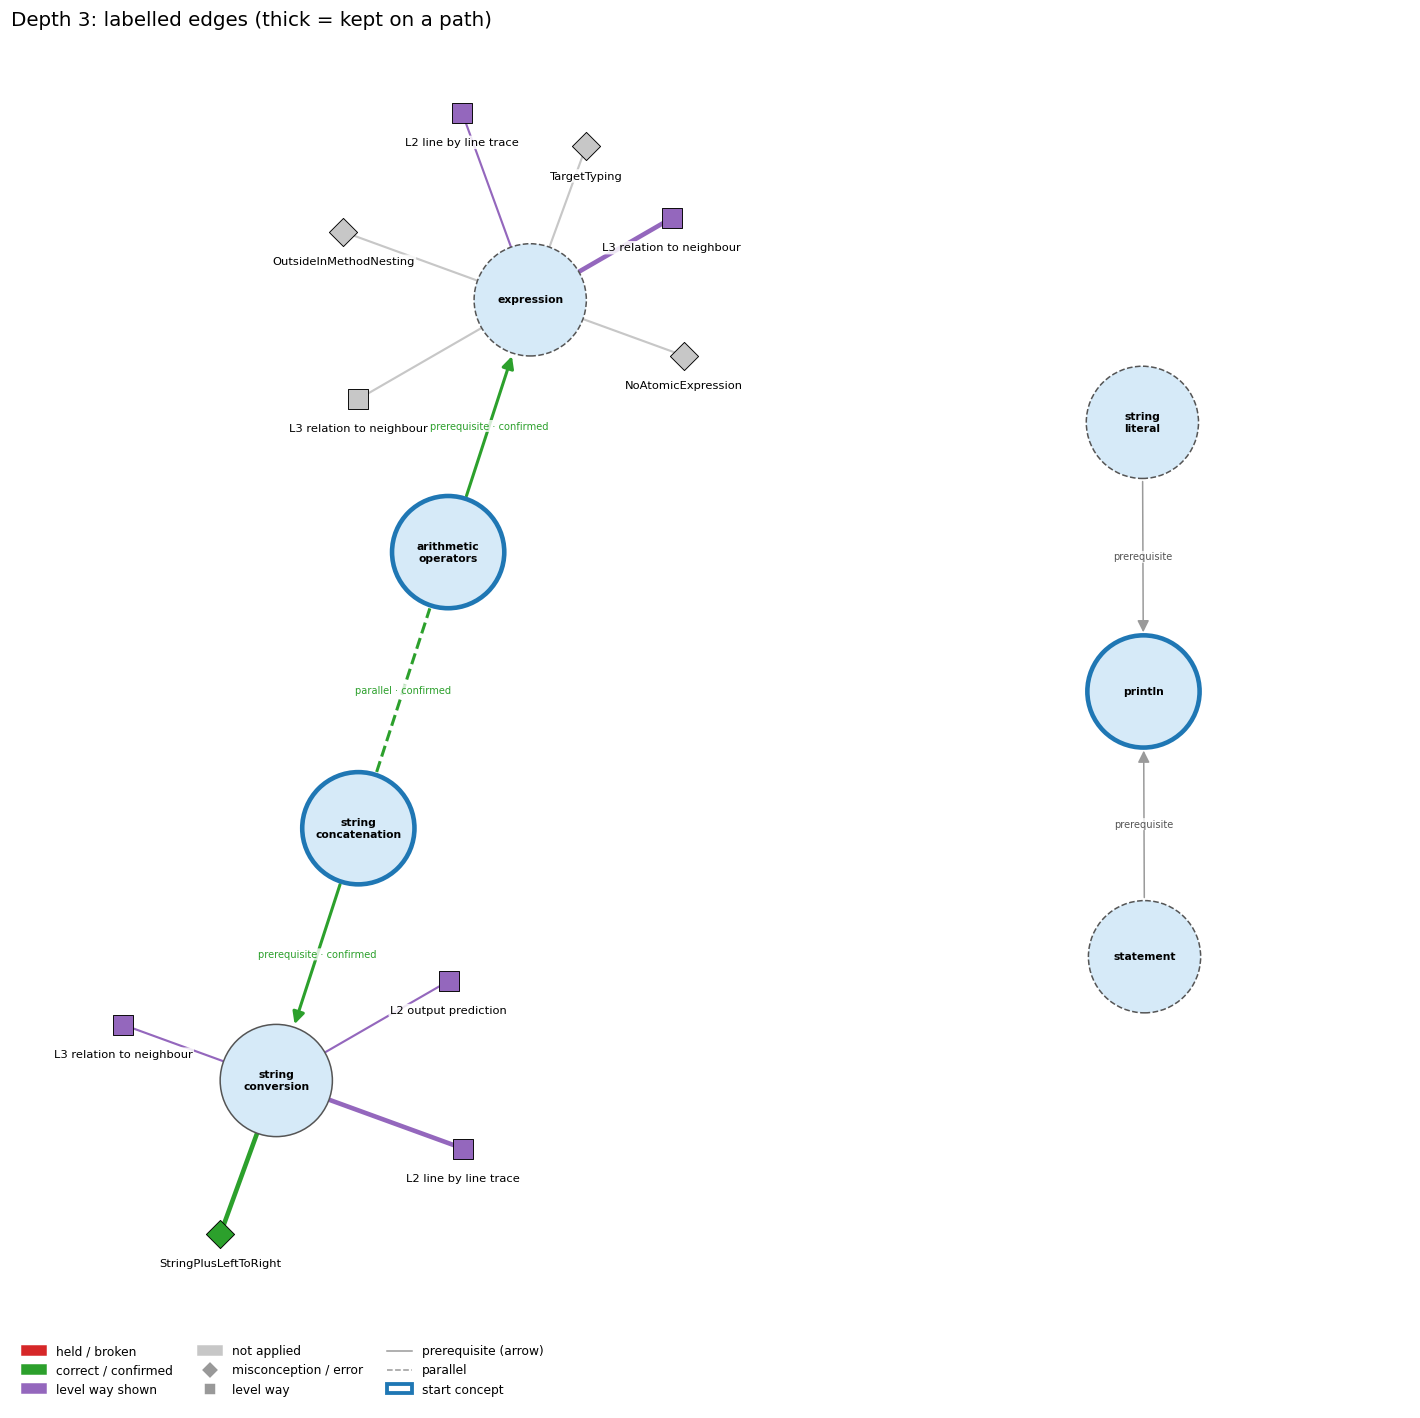 Depth 3: labelled edges (thick = kept on a path)
L2 line by line trace
TargetTyping
L3 relation to neighbour
OutsideInMethodNesting
expression
NoAtomicExpression
L3 relation to neighbour
prerequisite · confirmed
string
literal
arithmetic
operators
prerequisite
parallel · confirmed
println
string
concatenation
prerequisite
prerequisite · confirmed
statement
L2 output prediction
L3 relation to neighbour
string
conversion
L2 line by line trace
StringPlusLeftToRight
held / broken
correct / confirmed
level way shown
not applied
misconception / error
level way
prerequisite (arrow)
parallel
start concept